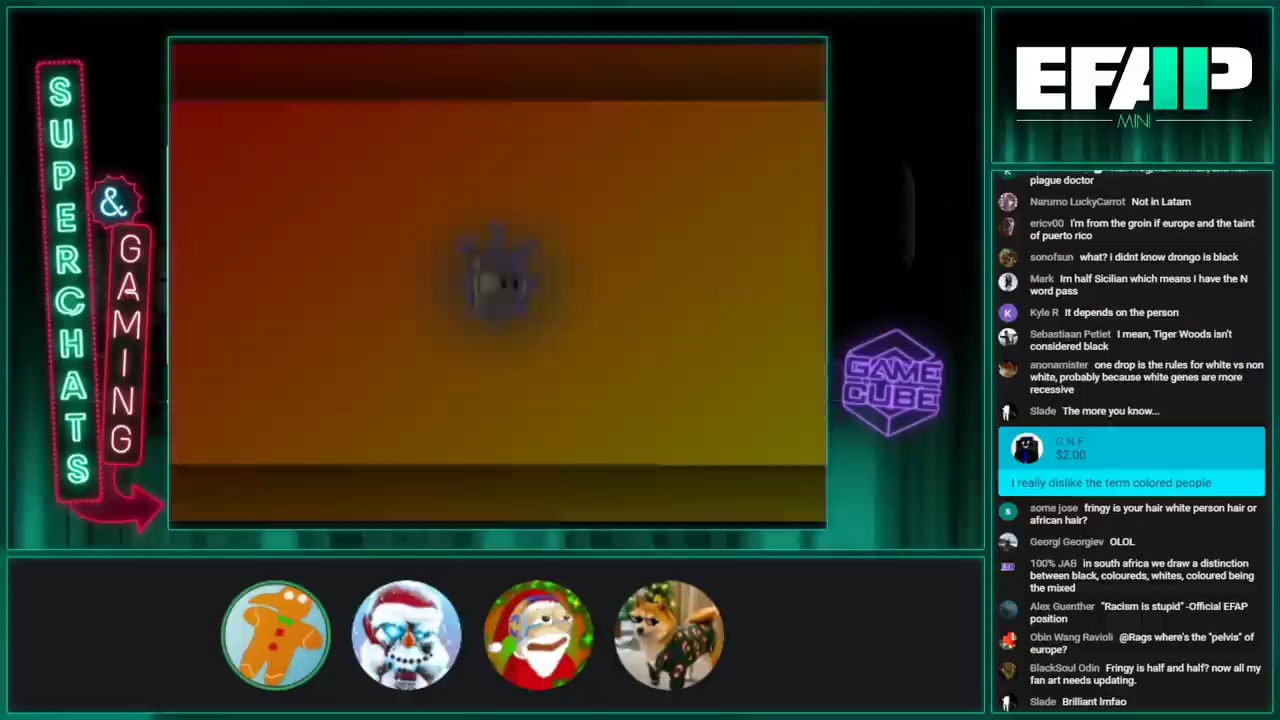 SUPERCHATS
&
GAMING
GAME
CUBE
EFAP
MINI
plague doctor
Narumo LuckyCarrot Not in Latam
ericv00 I'm from the groin if europe and the taint
of puerto rico
sonofsun what? i didnt know drongo is black
Mark Im half Sicilian which means I have the N
word pass
K
Kyle R It depends on the person
Sebastiaan Petiet I mean, Tiger Woods isn't
considered black
anonamister one drop is the rules for white vs non
white, probably because white genes are more
recessive
Slade The more you know...
G.N.F
$2.00
I really dislike the term colored people
s
some jose fringy is your hair white person hair or
african hair?
Georgi Georgiev OLOL
100% JAB in south africa we draw a distinction
between black, coloureds, whites, coloured being
the mixed
Alex Guenther "Racism is stupid" -Official EFAP
position
Obin Wang Ravioli @Rags where's the "pelvis" of
europe?
BlackSoul Odin Fringy is half and half? now all my
fan art needs updating.
Slade Brilliant lmfao